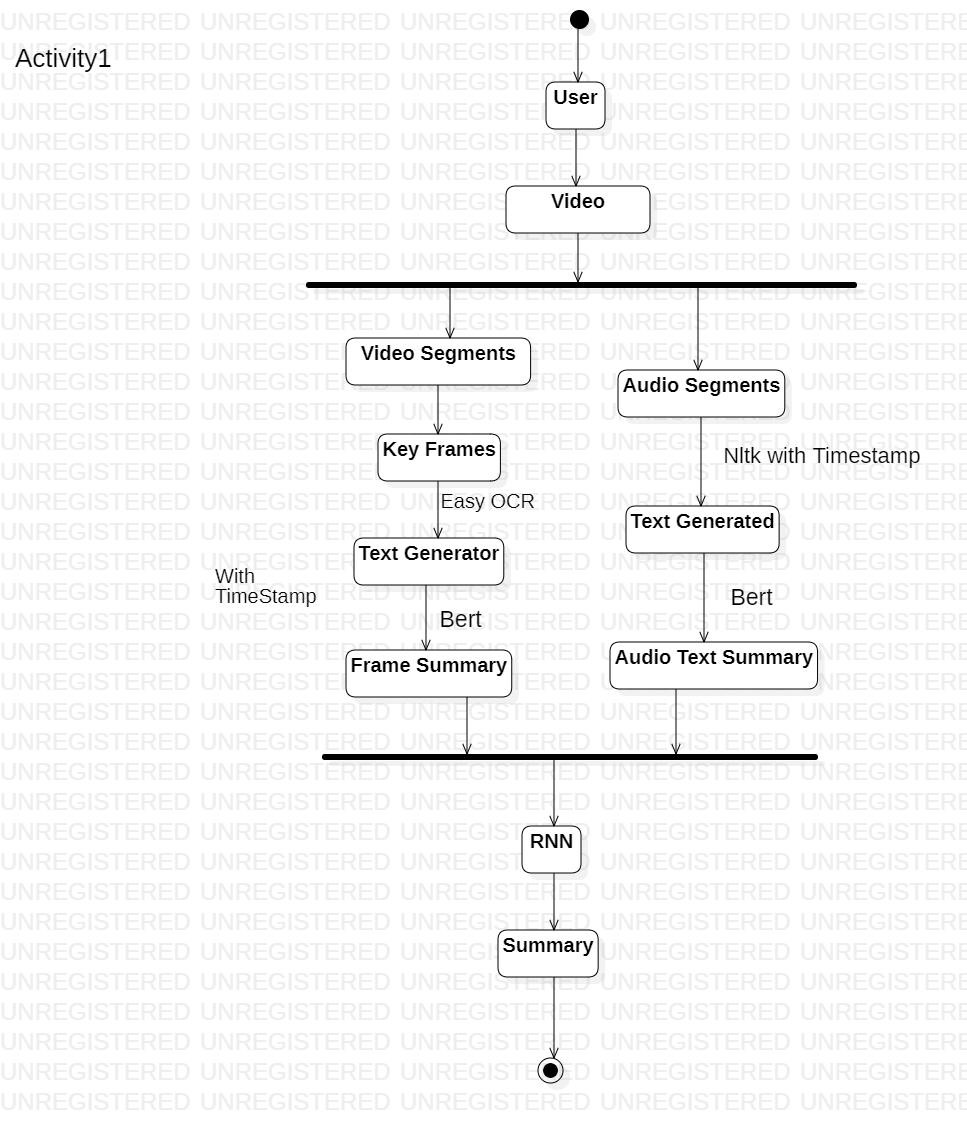 Activity1
User
Video
Video Segments
Audio Segments
Key Frames
Nltk with Timestamp
Easy OCR
Text Generated
Text Generator
With
TimeStamp
Bert
Bert
Frame Summary
Audio Text Summary
RNN
Summary
UNREGISTERED